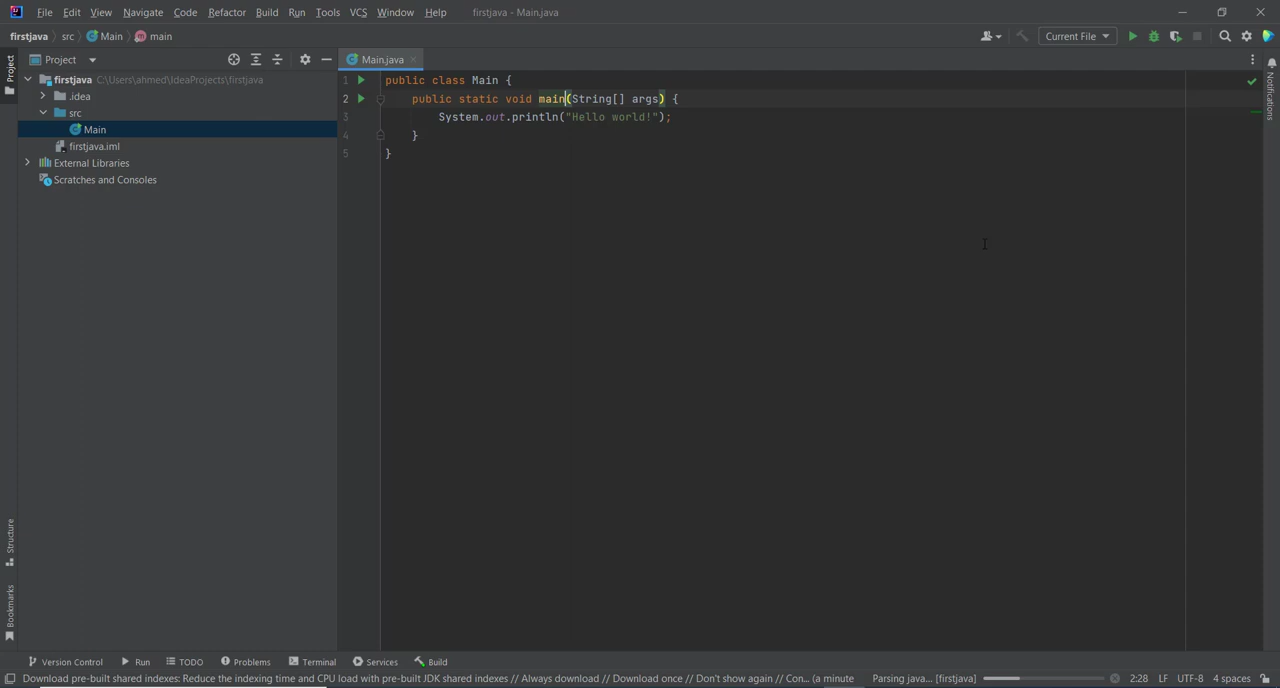 File Edit View Navigate Code Refactor Build Run Tools VCS Window Help firstjava - Main.java
firstjava src Main main Current File
Project
Project
Main.java
firstjava C:\Users\ahmed\IdeaProjects\firstjava
.idea
src
Main
firstjava.iml
External Libraries
Scratches and Consoles
1 public class Main {
2 public static void main(String[] args) {
3 System.out.println("Hello world!");
4 }
5 }
Notifications
Structure
Bookmarks
Version Control Run TODO Problems Terminal Services Build
Download pre-built shared indexes: Reduce the indexing time and CPU load with pre-built JDK shared indexes // Always download // Download once // Don't show again // Con... (a minute Parsing java... [firstjava] 2:28 LF UTF-8 4 spaces